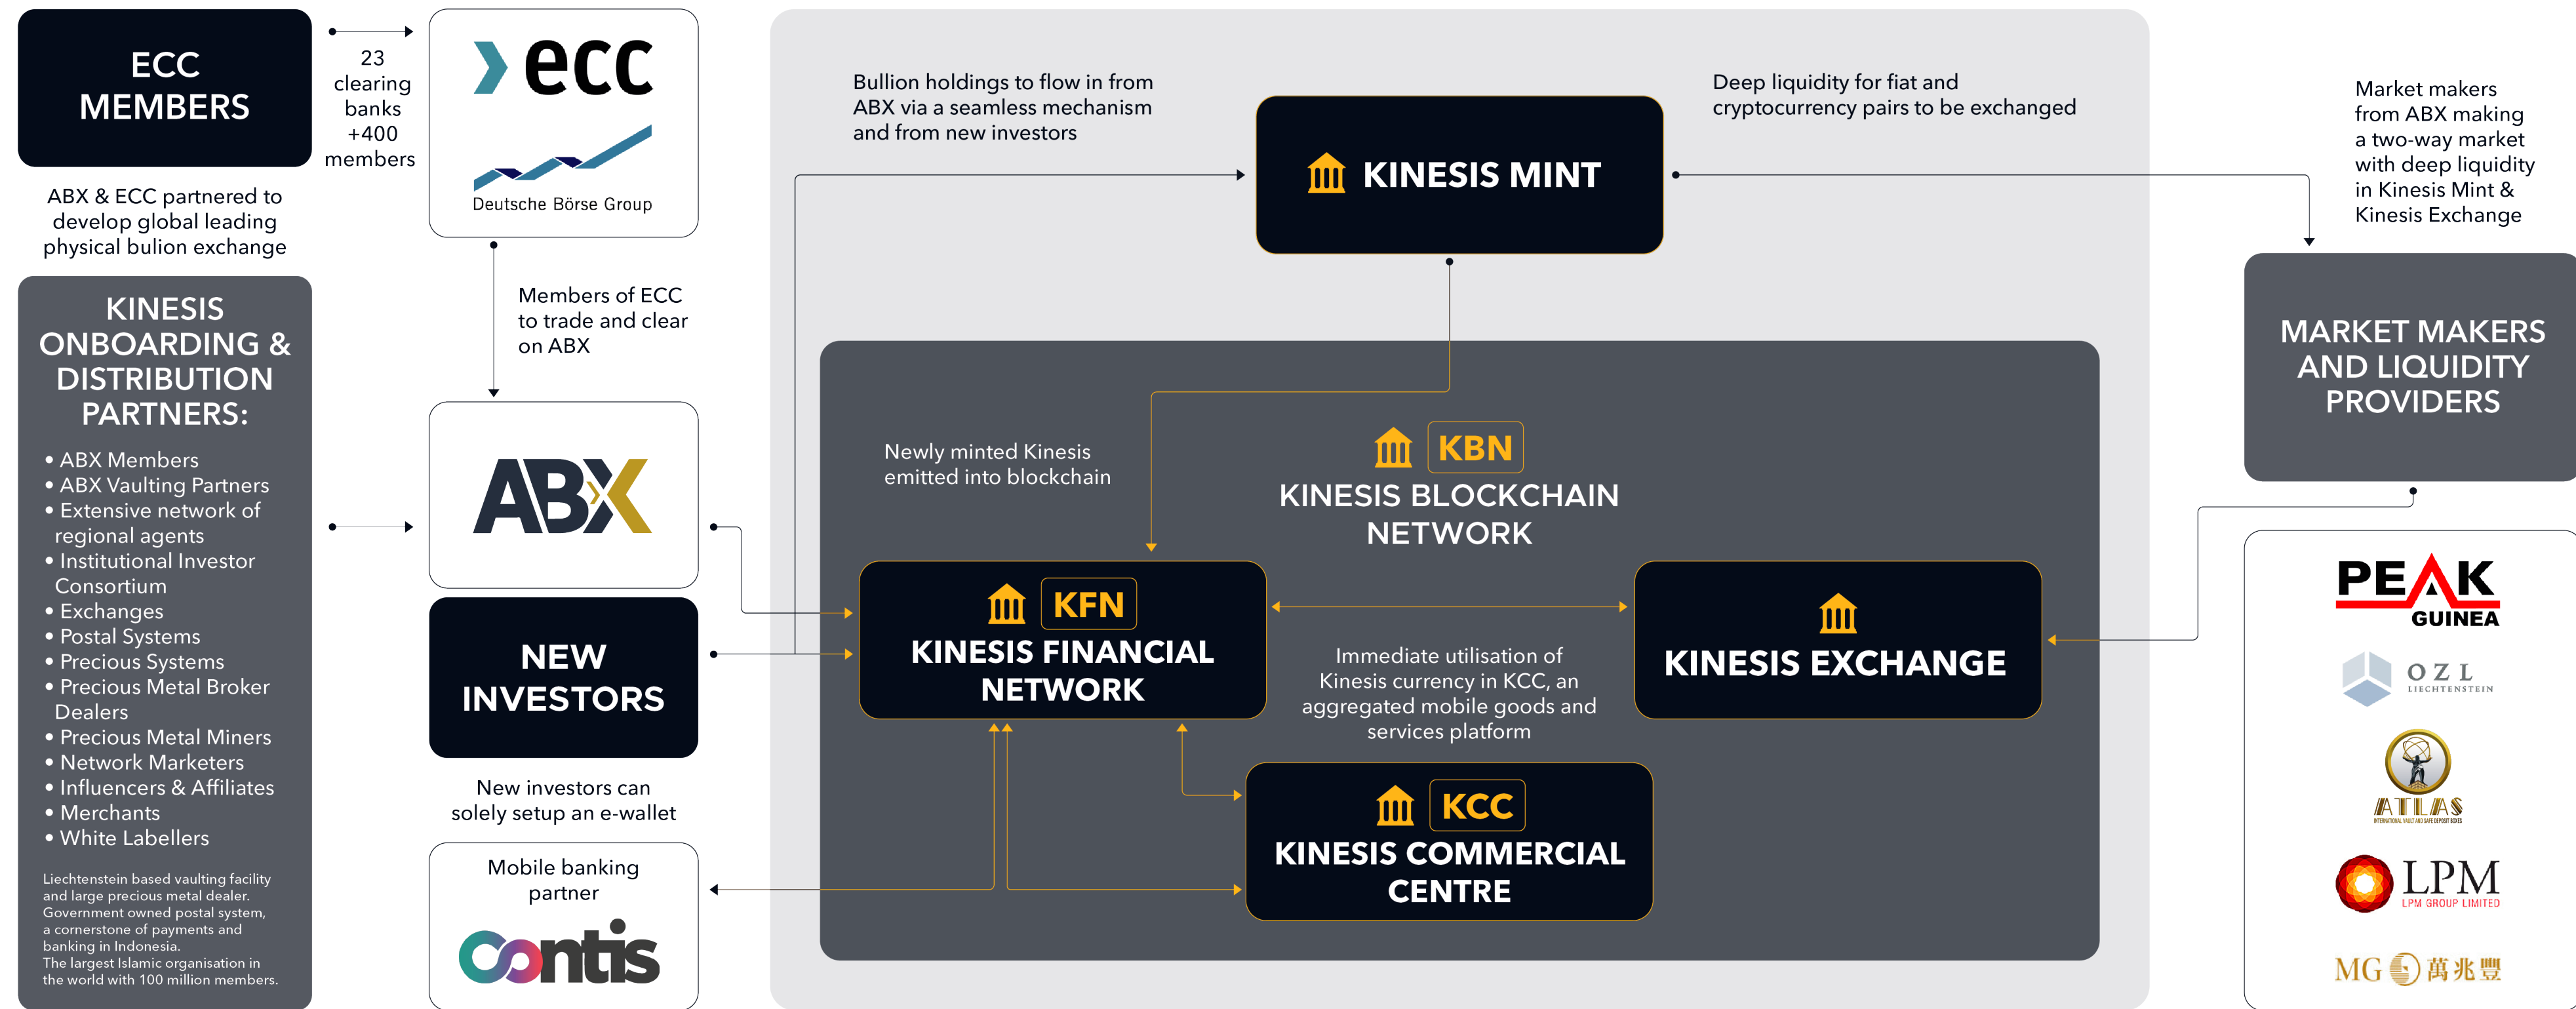 ECC
MEMBERS
23
clearing
banks
+400
members
ecc
Deutsche Börse Group
ABX & ECC partnered to
develop global leading
physical bulion exchange
KINESIS
ONBOARDING &
DISTRIBUTION
PARTNERS:
• ABX Members
• ABX Vaulting Partners
• Extensive network of
regional agents
• Institutional Investor
Consortium
• Exchanges
• Postal Systems
• Precious Systems
• Precious Metal Broker
Dealers
• Precious Metal Miners
• Network Marketers
• Influencers & Affiliates
• Merchants
• White Labellers
Liechtenstein based vaulting facility
and large precious metal dealer.
Government owned postal system,
a cornerstone of payments and
banking in Indonesia.
The largest Islamic organisation in
the world with 100 million members.
Members of ECC
to trade and clear
on ABX
ABX
NEW
INVESTORS
New investors can
solely setup an e-wallet
Mobile banking
partner
contis
Bullion holdings to flow in from
ABX via a seamless mechanism
and from new investors
KINESIS MINT
Deep liquidity for fiat and
cryptocurrency pairs to be exchanged
Newly minted Kinesis
emitted into blockchain
KBN
KINESIS BLOCKCHAIN
NETWORK
KFN
KINESIS FINANCIAL
NETWORK
Immediate utilisation of
Kinesis currency in KCC, an
aggregated mobile goods and
services platform
KINESIS EXCHANGE
KCC
KINESIS COMMERCIAL
CENTRE
Market makers
from ABX making
a two-way market
with deep liquidity
in Kinesis Mint &
Kinesis Exchange
MARKET MAKERS
AND LIQUIDITY
PROVIDERS
PEAK
GUINEA
OZL
LIECHTENSTEIN
ATLAS
INTERNATIONAL VAULT AND SAFE DEPOSIT BOXES
LPM
LPM GROUP LIMITED
MG 萬兆豐